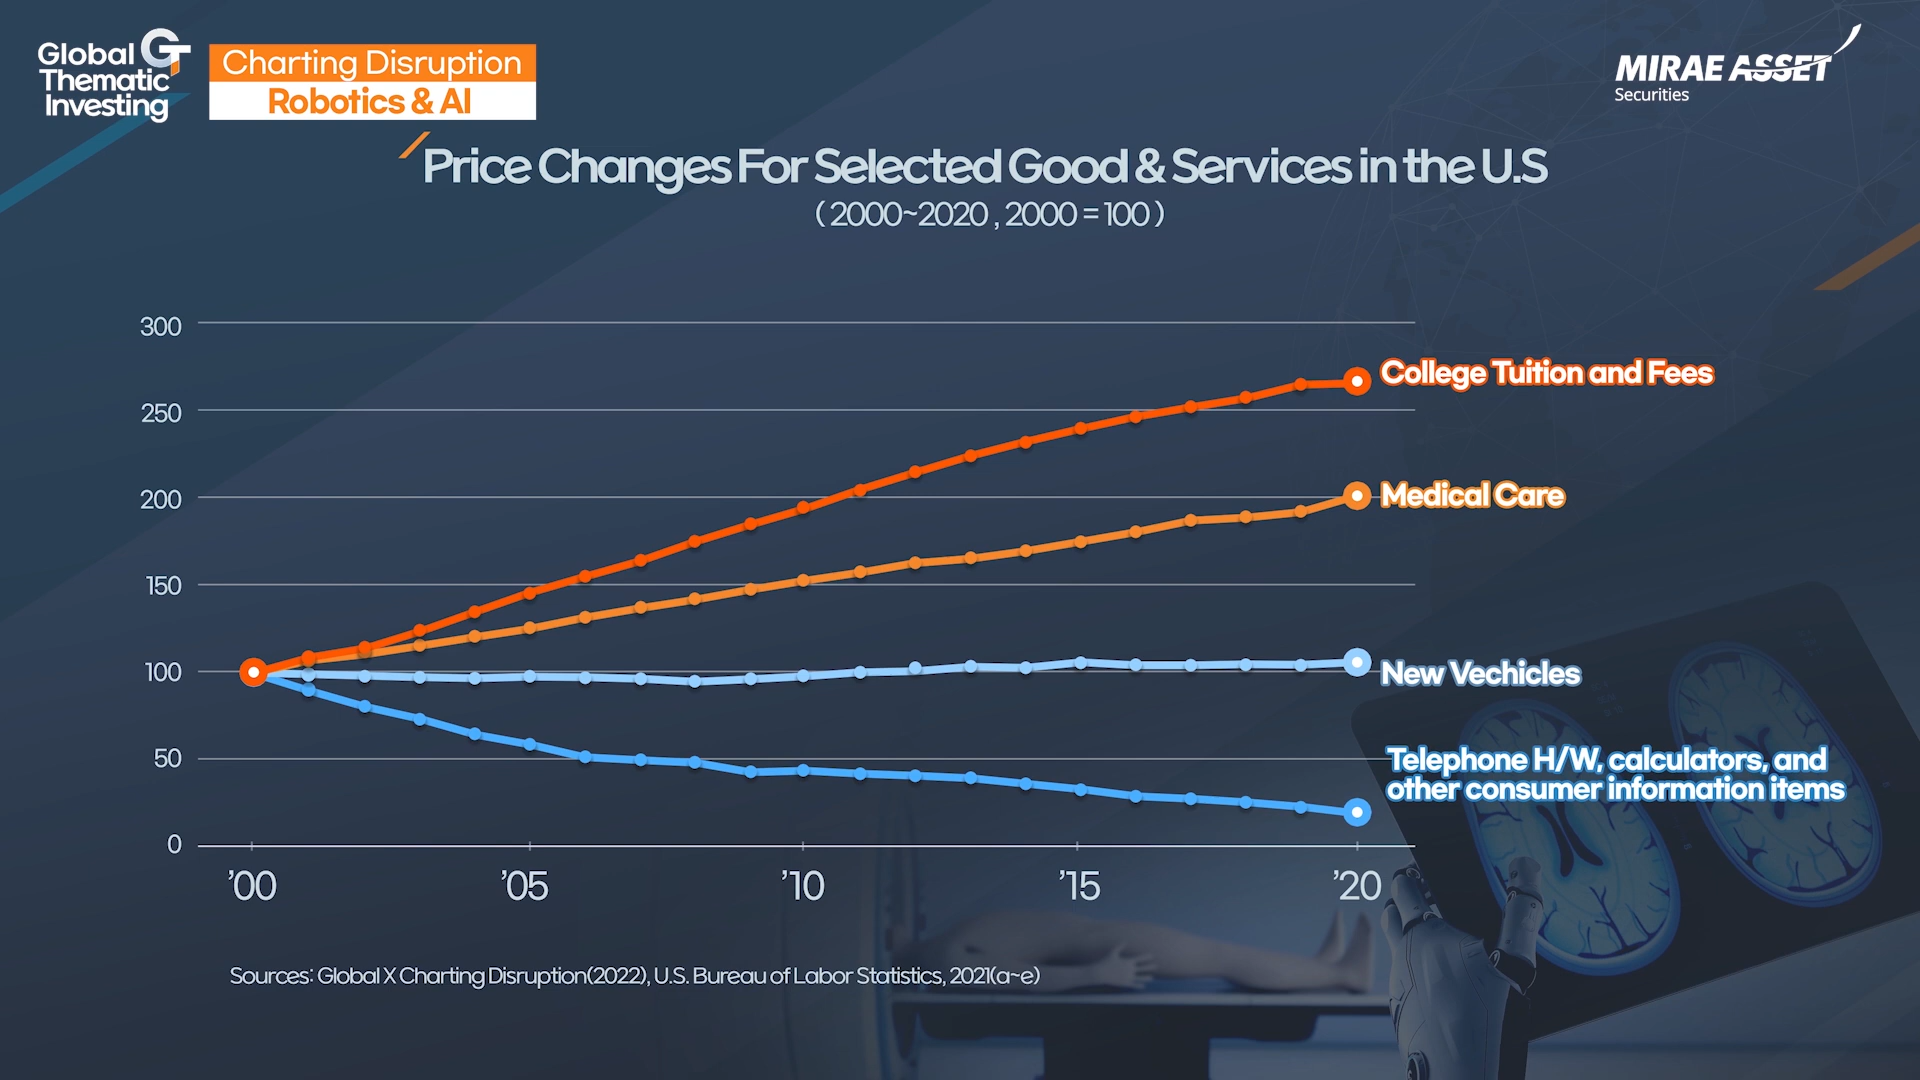 Global
Thematic
Investing
GT
Charting Disruption
Robotics & AI
MIRAE ASSET
Securities
Price Changes For Selected Good & Services in the U.S
( 2000~2020 , 2000 = 100 )
300
250
200
150
100
50
0
College Tuition and Fees
Medical Care
New Vechicles
Telephone H/W, calculators, and
other consumer information items
’00
’05
’10
’15
’20
Sources: Global X Charting Disruption(2022), U.S. Bureau of Labor Statistics, 2021(a~e)